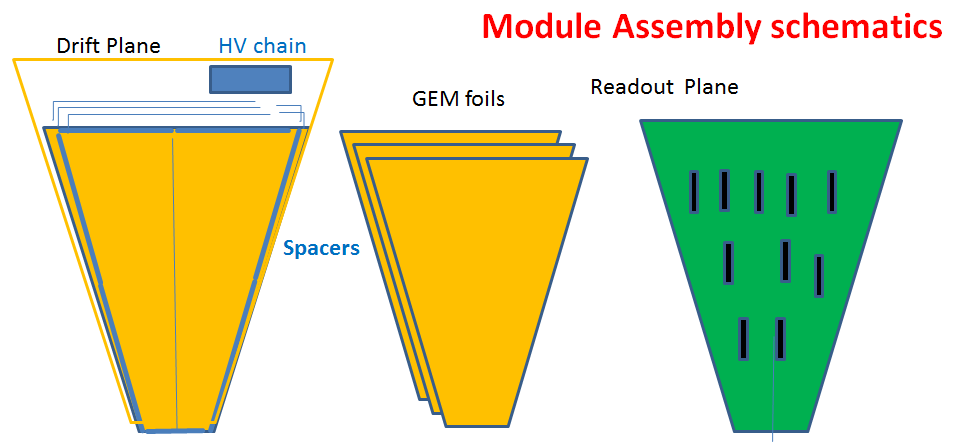 Module Assembly schematics
Drift Plane
HV chain
GEM foils
Readout Plane
Spacers